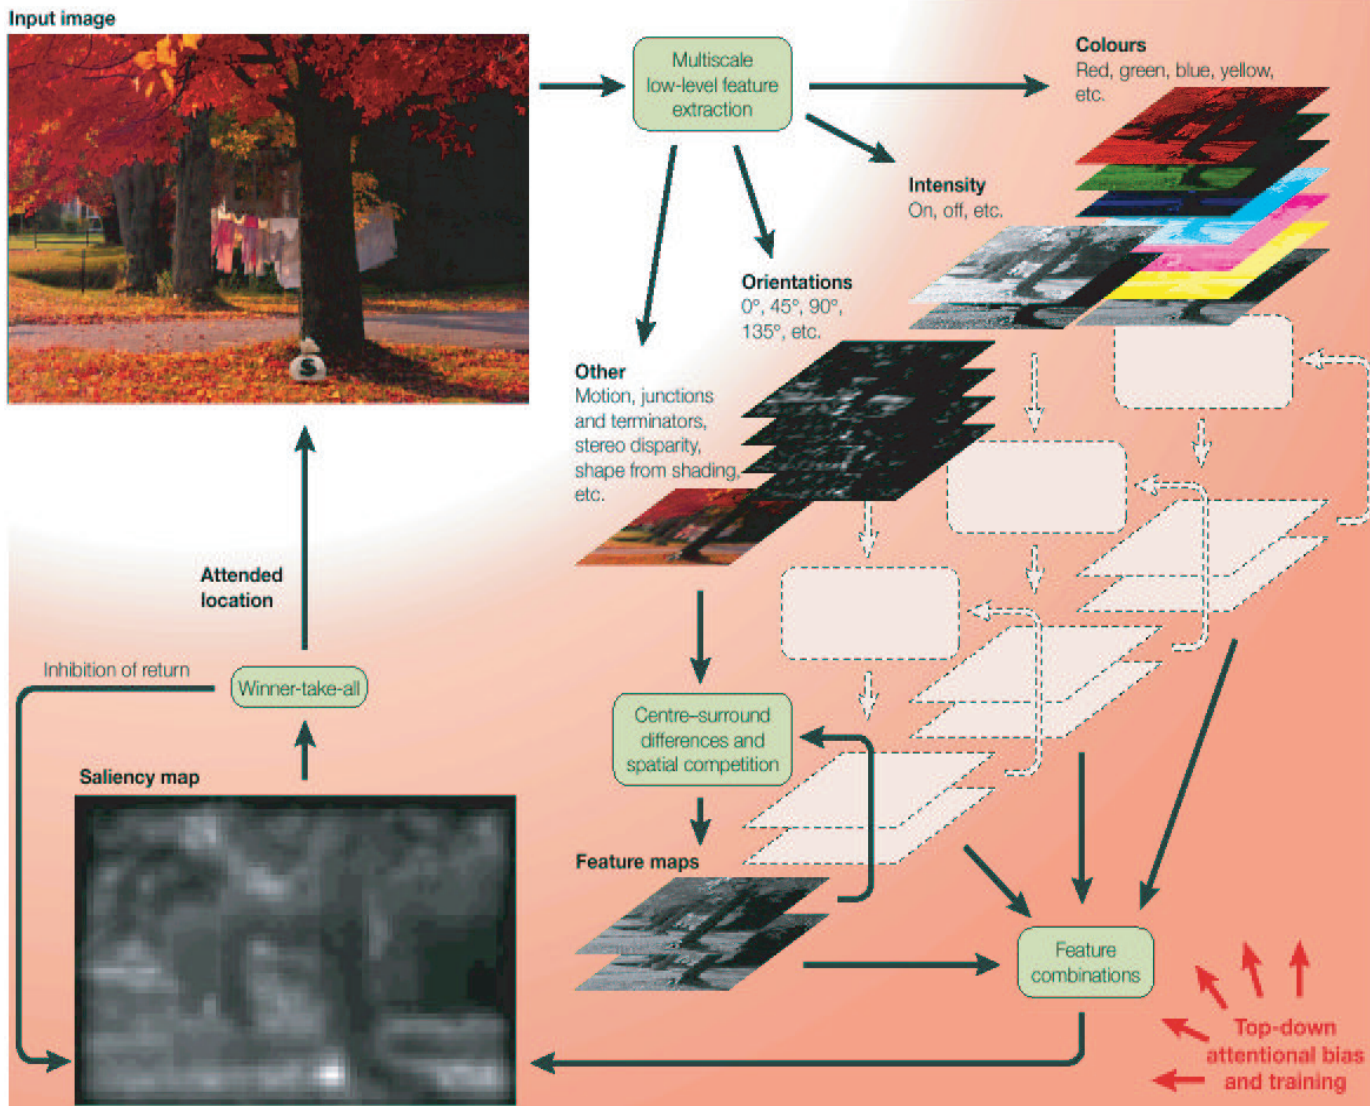 Input image
Multiscale
low-level feature
extraction
Colours
Red, green, blue, yellow,
etc.
Intensity
On, off, etc.
Orientations
0°, 45°, 90°,
135°, etc.
Other
Motion, junctions
and terminators,
stereo disparity,
shape from shading,
etc.
$
Attended
location
Inhibition of return
Winner-take-all
Centre–surround
differences and
spatial competition
Saliency map
Feature maps
Feature
combinations
Top-down
attentional bias
and training